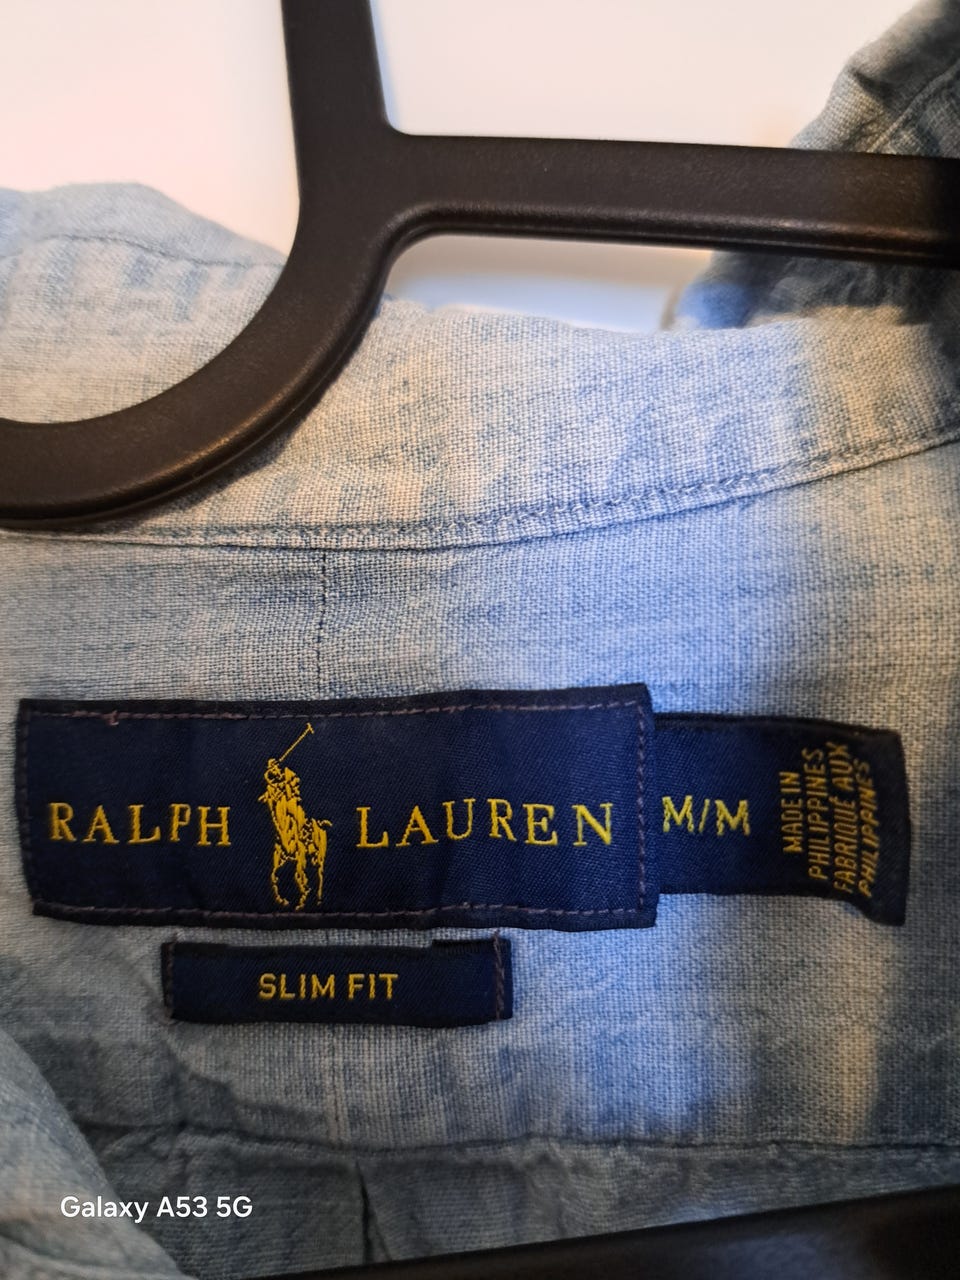 RALPH LAUREN
M/M
MADE IN
PHILIPPINES
FABRIQUÉ AUX
PHILIPPINES
SLIM FIT
Galaxy A53 5G